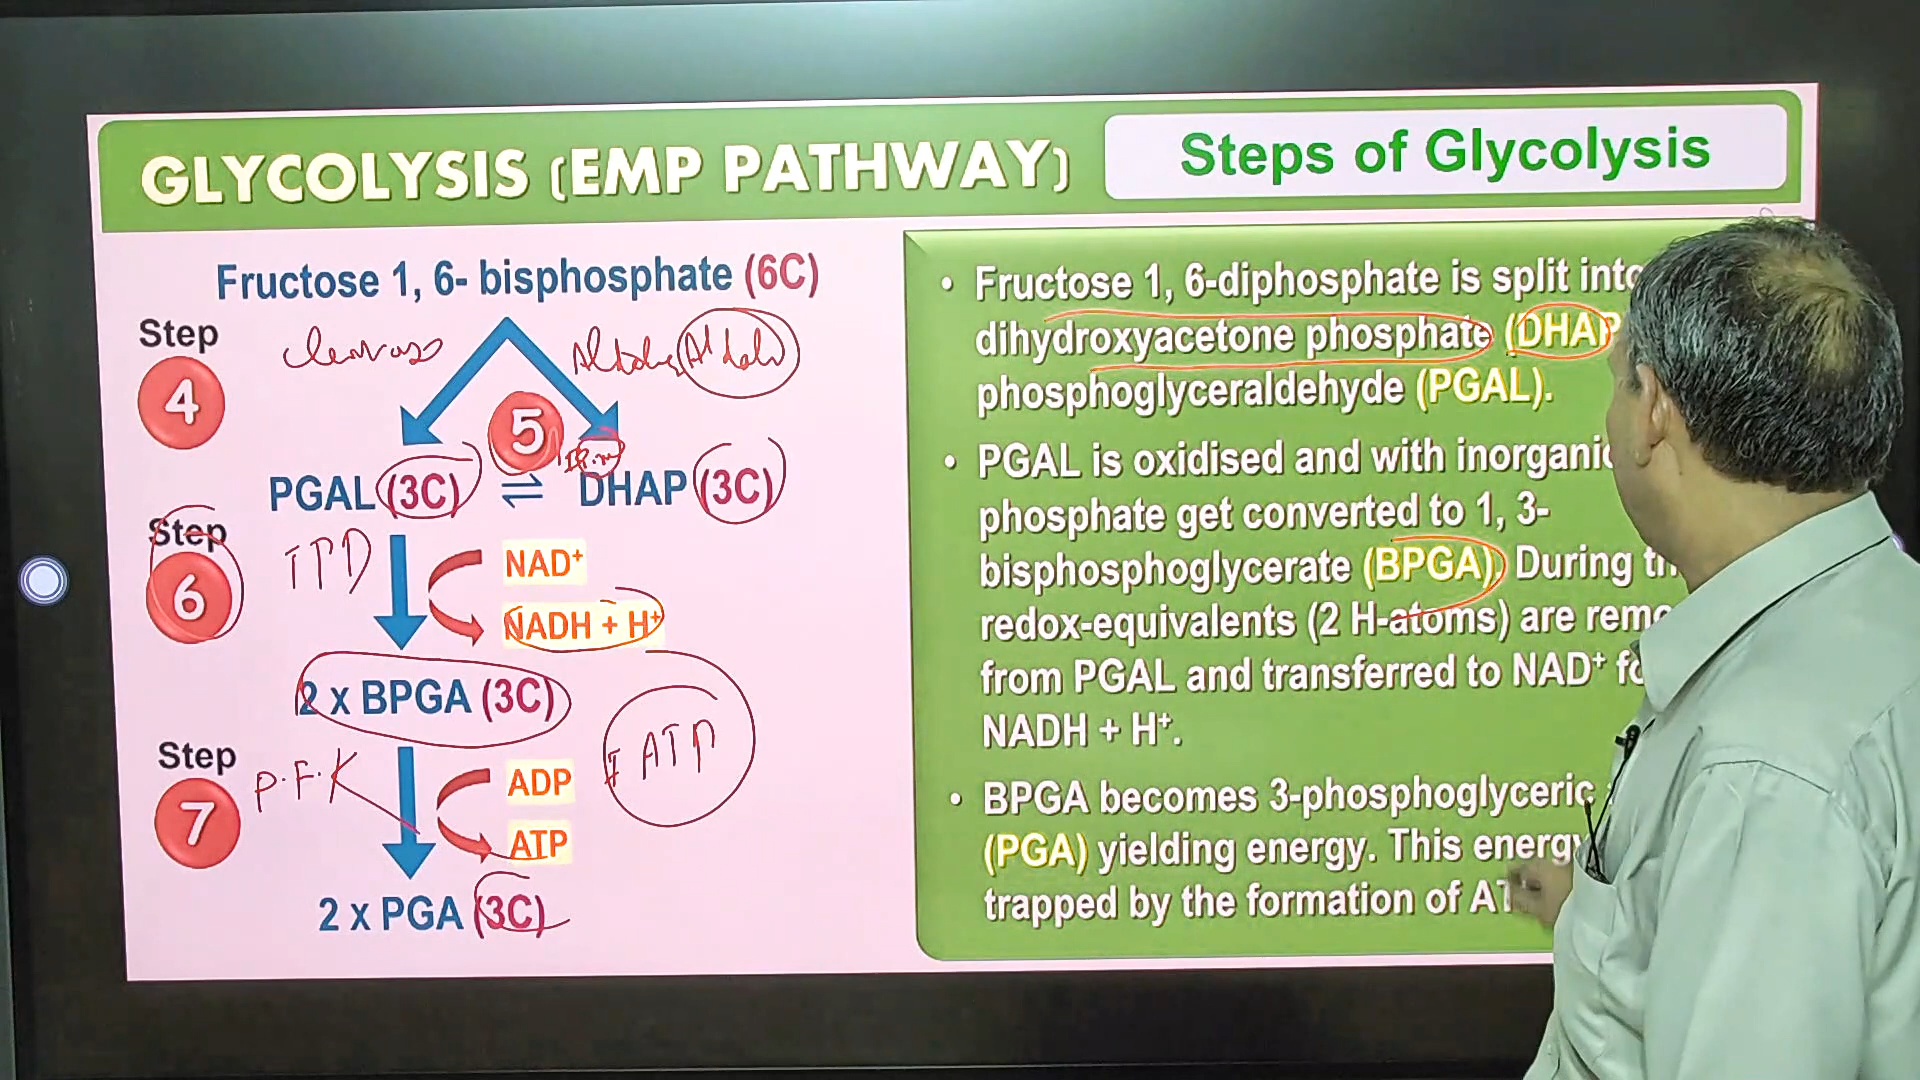 GLYCOLYSIS (EMP PATHWAY)
Steps of Glycolysis
Fructose 1, 6- bisphosphate (6C)
Step
4
5
PGAL (3C) ⇌ DHAP (3C)
Step
6
TPD
NAD⁺
NADH + H⁺
2 x BPGA (3C)
Step
7
P.F.K
ADP
ATP
ATP
2 x PGA (3C)
• Fructose 1, 6-diphosphate is split into
dihydroxyacetone phosphate (DHAP
phosphoglyceraldehyde (PGAL).
• PGAL is oxidised and with inorganic
phosphate get converted to 1, 3-
bisphosphoglycerate (BPGA). During
redox-equivalents (2 H-atoms) are
from PGAL and transferred to NAD⁺
NADH + H⁺.
• BPGA becomes 3-phosphoglyceric
(PGA) yielding energy. This energy
trapped by the formation of